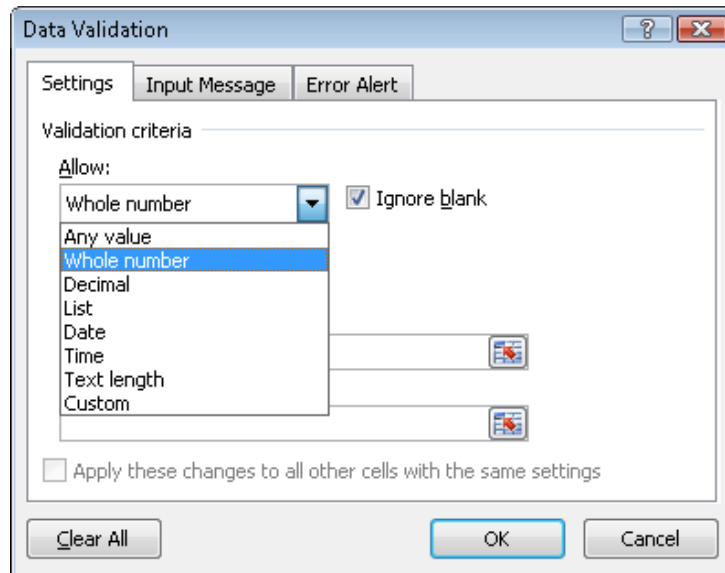 Data Validation
Settings Input Message Error Alert
Validation criteria
Allow:
Whole number Ignore blank
Any value
Whole number
Decimal
List
Date
Time
Text length
Custom
Apply these changes to all other cells with the same settings
Clear All OK Cancel